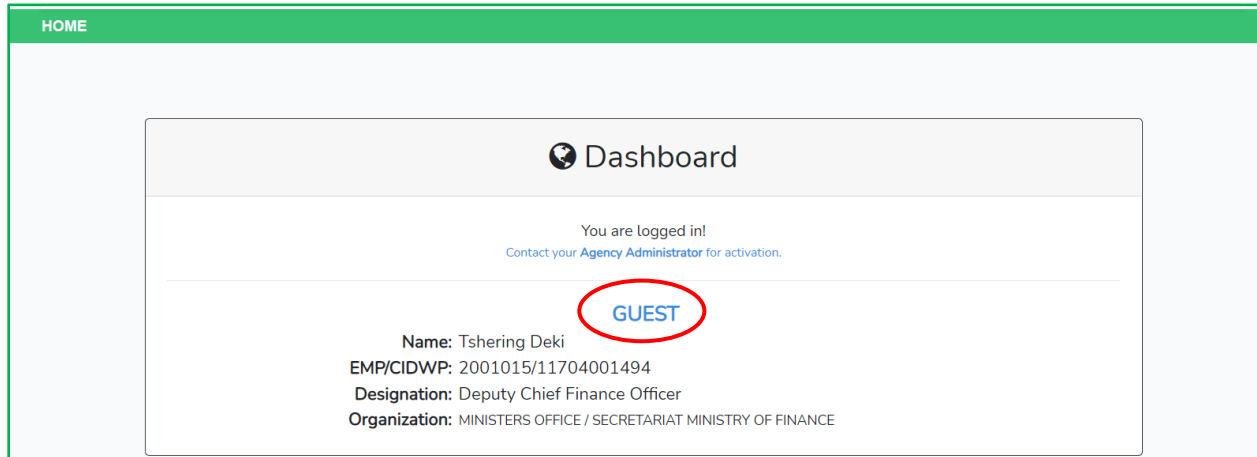 HOME
Dashboard
You are logged in!
Contact your Agency Administrator for activation.
GUEST
Name: Tshering Deki
EMP/CIDWP: 2001015/11704001494
Designation: Deputy Chief Finance Officer
Organization: MINISTERS OFFICE / SECRETARIAT MINISTRY OF FINANCE